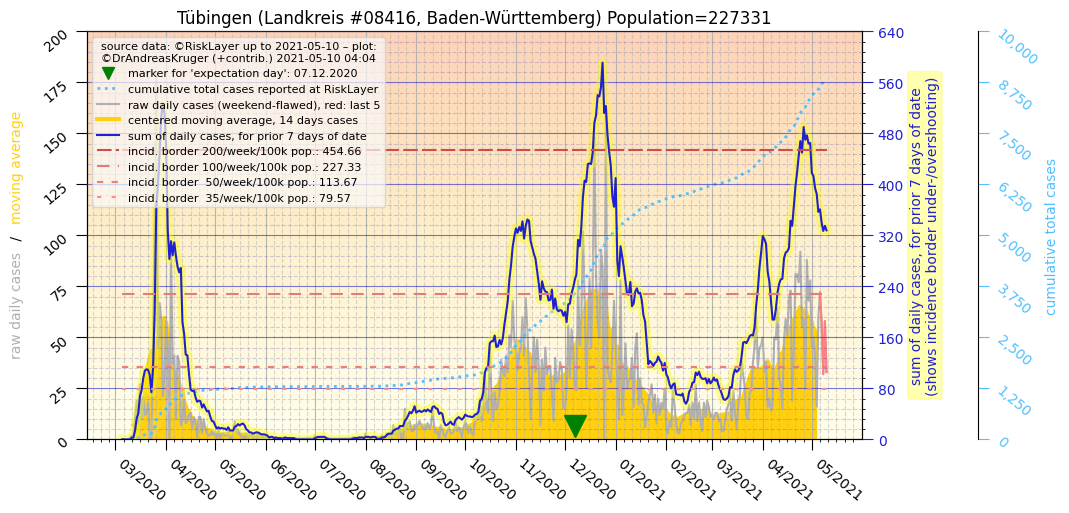 Tübingen (Landkreis #08416, Baden-Württemberg) Population=227331
source data: ©RiskLayer up to 2021-05-10 – plot:
©DrAndreasKruger (+contrib.) 2021-05-10 04:04
marker for 'expectation day': 07.12.2020
cumulative total cases reported at RiskLayer
raw daily cases (weekend-flawed), red: last 5
centered moving average, 14 days cases
sum of daily cases, for prior 7 days of date
incid. border 200/week/100k pop.: 454.66
incid. border 100/week/100k pop.: 227.33
incid. border  50/week/100k pop.: 113.67
incid. border  35/week/100k pop.: 79.57
raw daily cases / moving average
200
175
150
125
100
75
50
25
0
03/2020
04/2020
05/2020
06/2020
07/2020
08/2020
09/2020
10/2020
11/2020
12/2020
01/2021
02/2021
03/2021
04/2021
05/2021
640
560
480
400
320
240
160
80
0
sum of daily cases, for prior 7 days of date
(shows incidence border under-/overshooting)
10,000
8,750
7,500
6,250
5,000
3,750
2,500
1,250
0
cumulative total cases